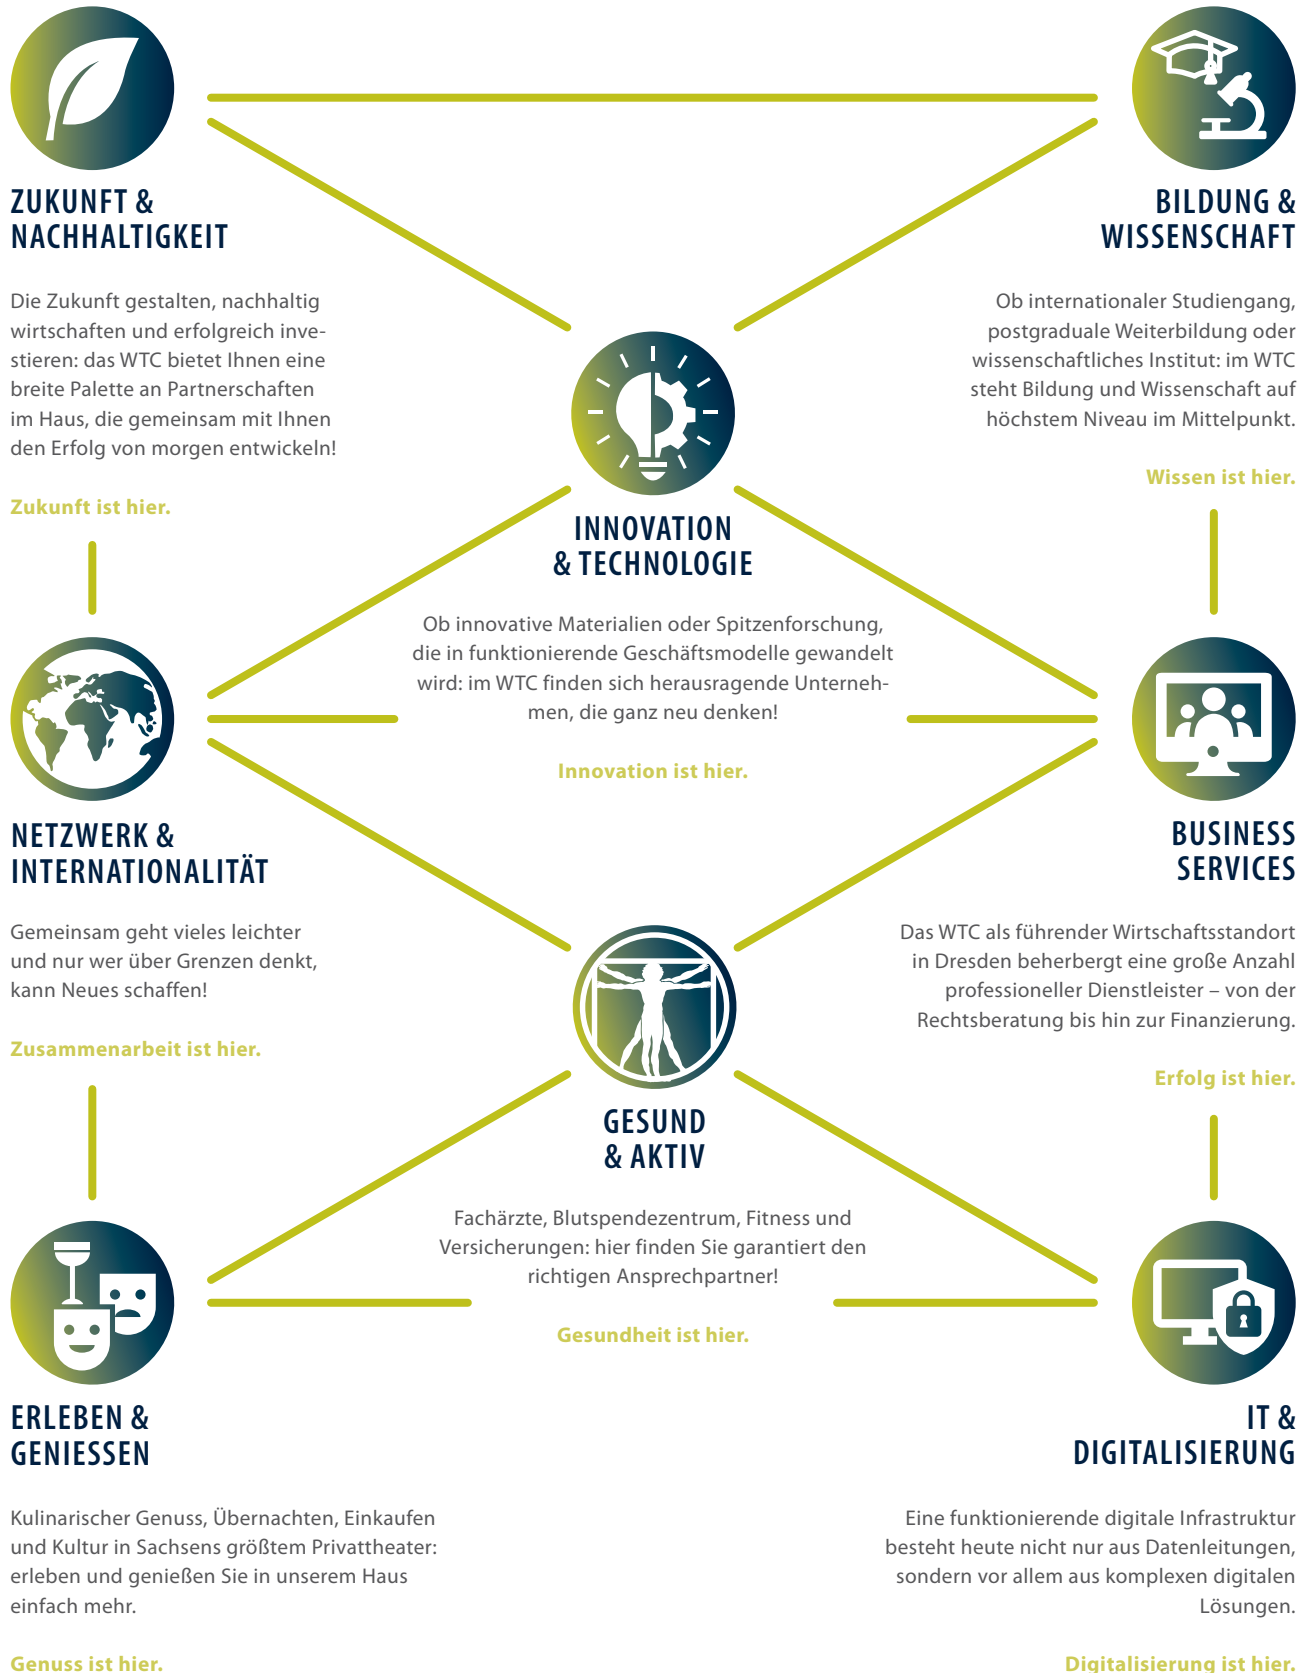 ZUKUNFT &
NACHHALTIGKEIT
Die Zukunft gestalten, nachhaltig
wirtschaften und erfolgreich inve-
stieren: das WTC bietet Ihnen eine
breite Palette an Partnerschaften
im Haus, die gemeinsam mit Ihnen
den Erfolg von morgen entwickeln!
Zukunft ist hier.
BILDUNG &
WISSENSCHAFT
Ob internationaler Studiengang,
postgraduale Weiterbildung oder
wissenschaftliches Institut: im WTC
steht Bildung und Wissenschaft auf
höchstem Niveau im Mittelpunkt.
Wissen ist hier.
INNOVATION
& TECHNOLOGIE
Ob innovative Materialien oder Spitzenforschung,
die in funktionierende Geschäftsmodelle gewandelt
wird: im WTC finden sich herausragende Unterneh-
men, die ganz neu denken!
Innovation ist hier.
NETZWERK &
INTERNATIONALITÄT
Gemeinsam geht vieles leichter
und nur wer über Grenzen denkt,
kann Neues schaffen!
Zusammenarbeit ist hier.
BUSINESS
SERVICES
Das WTC als führender Wirtschaftsstandort
in Dresden beherbergt eine große Anzahl
professioneller Dienstleister – von der
Rechtsberatung bis hin zur Finanzierung.
Erfolg ist hier.
GESUND
& AKTIV
Fachärzte, Blutspendezentrum, Fitness und
Versicherungen: hier finden Sie garantiert den
richtigen Ansprechpartner!
Gesundheit ist hier.
ERLEBEN &
GENIESSEN
Kulinarischer Genuss, Übernachten, Einkaufen
und Kultur in Sachsens größtem Privattheater:
erleben und genießen Sie in unserem Haus
einfach mehr.
Genuss ist hier.
IT &
DIGITALISIERUNG
Eine funktionierende digitale Infrastruktur
besteht heute nicht nur aus Datenleitungen,
sondern vor allem aus komplexen digitalen
Lösungen.
Digitalisierung ist hier.